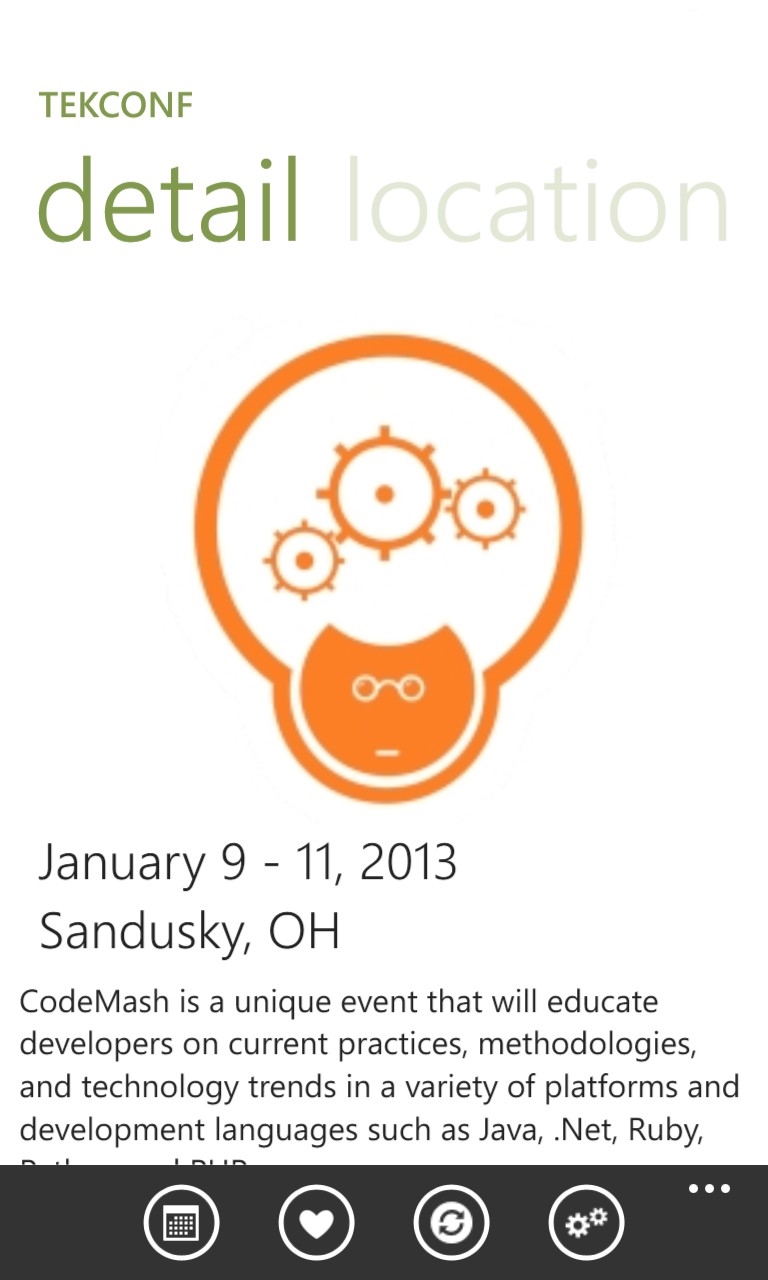 TEKCONF
detail location
January 9 - 11, 2013
Sandusky, OH
CodeMash is a unique event that will educate
developers on current practices, methodologies,
and technology trends in a variety of platforms and
development languages such as Java, .Net, Ruby,